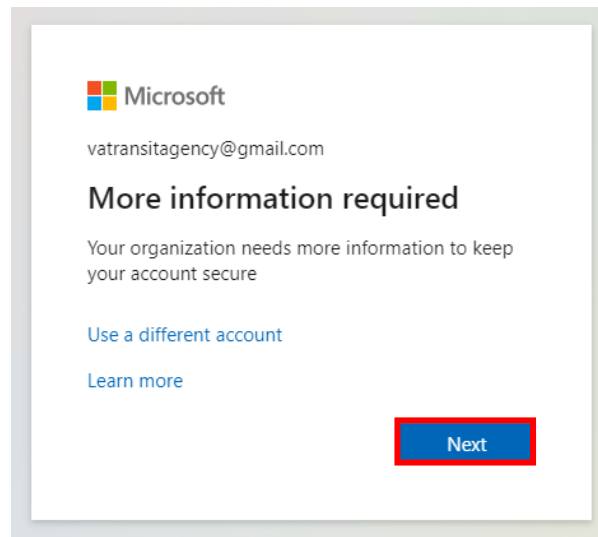 Microsoft
vatransitagency@gmail.com
More information required
Your organization needs more information to keep
your account secure
Use a different account
Learn more
Next